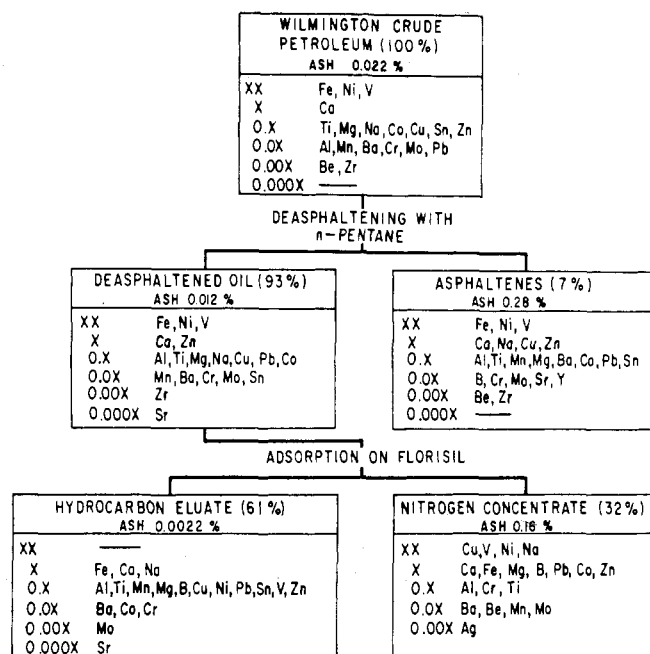 WILMINGTON CRUDE
PETROLEUM (100%)
ASH 0.022 %
XX Fe, Ni, V
X Ca
0.X Ti, Mg, Na, Co, Cu, Sn, Zn
0.0X Al, Mn, Ba, Cr, Mo, Pb
0.00X Be, Zr
0.000X ——
DEASPHALTENING WITH
n-PENTANE
DEASPHALTENED OIL (93%)
ASH 0.012 %
XX Fe, Ni, V
X Ca, Zn
0.X Al, Ti, Mg, Na, Cu, Pb, Co
0.0X Mn, Ba, Cr, Mo, Sn
0.00X Zr
0.000X Sr
ASPHALTENES (7%)
ASH 0.28 %
XX Fe, Ni, V
X Ca, Na, Cu, Zn
0.X Al, Ti, Mn, Mg, Ba, Co, Pb, Sn
0.0X B, Cr, Mo, Sr, Y
0.00X Be, Zr
0.000X ——
ADSORPTION ON FLORISIL
HYDROCARBON ELUATE (61%)
ASH 0.0022 %
XX ——
X Fe, Ca, Na
0.X Al, Ti, Mn, Mg, B, Cu, Ni, Pb, Sn, V, Zn
0.0X Ba, Co, Cr
0.00X Mo
0.000X Sr
NITROGEN CONCENTRATE (32%)
ASH 0.16 %
XX Cu, V, Ni, Na
X Ca, Fe, Mg, B, Pb, Co, Zn
0.X Al, Cr, Ti
0.0X Ba, Be, Mn, Mo
0.00X Ag